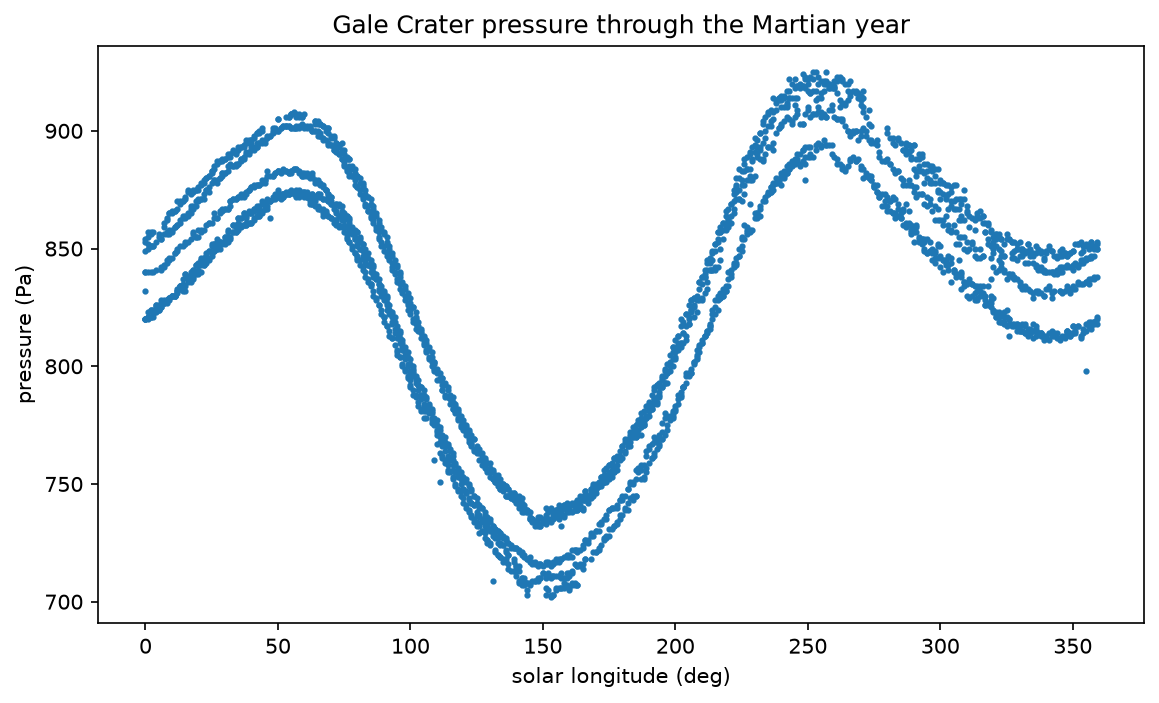 Gale Crater pressure through the Martian year
pressure (Pa)
900
850
800
750
700
0 50 100 150 200 250 300 350
solar longitude (deg)